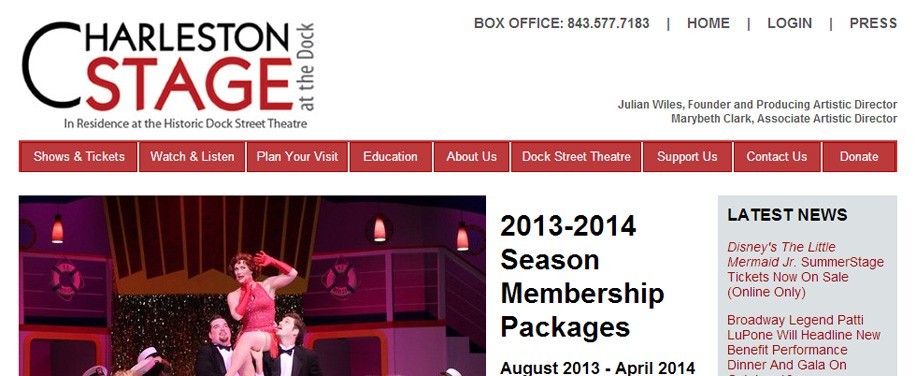 CHARLESTON
STAGE
at the Dock
In Residence at the Historic Dock Street Theatre
BOX OFFICE: 843.577.7183 | HOME | LOGIN | PRESS
Julian Wiles, Founder and Producing Artistic Director
Marybeth Clark, Associate Artistic Director
Shows & Tickets Watch & Listen Plan Your Visit Education About Us Dock Street Theatre Support Us Contact Us Donate
2013-2014
Season
Membership
Packages
August 2013 - April 2014
LATEST NEWS
Disney's The Little
Mermaid Jr. SummerStage
Tickets Now On Sale
(Online Only)
Broadway Legend Patti
LuPone Will Headline New
Benefit Performance
Dinner And Gala On